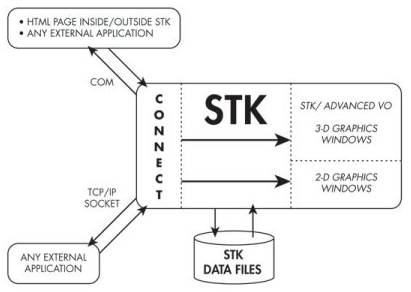 • HTML PAGE INSIDE/OUTSIDE STK
• ANY EXTERNAL APPLICATION
COM
CONNECT
STK
STK/ ADVANCED VO
3-D GRAPHICS
WINDOWS
2-D GRAPHICS
WINDOWS
TCP/IP
SOCKET
ANY EXTERNAL
APPLICATION
STK
DATA FILES